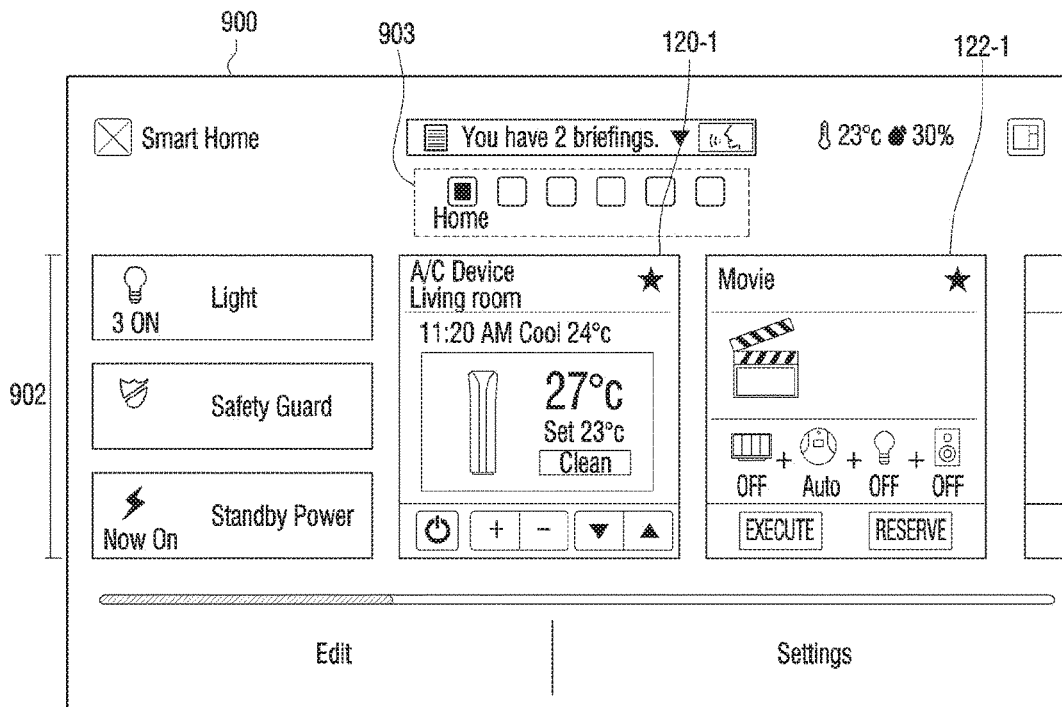 900
903
120-1
122-1
Smart Home
You have 2 briefings.
23°c 30%
Home
902
3 ON
Light
Safety Guard
Now On
Standby Power
A/C Device
Living room
11:20 AM Cool 24°c
27°c
Set 23°c
Clean
+ −
Movie
+ + +
OFF Auto OFF OFF
EXECUTE RESERVE
Edit
Settings